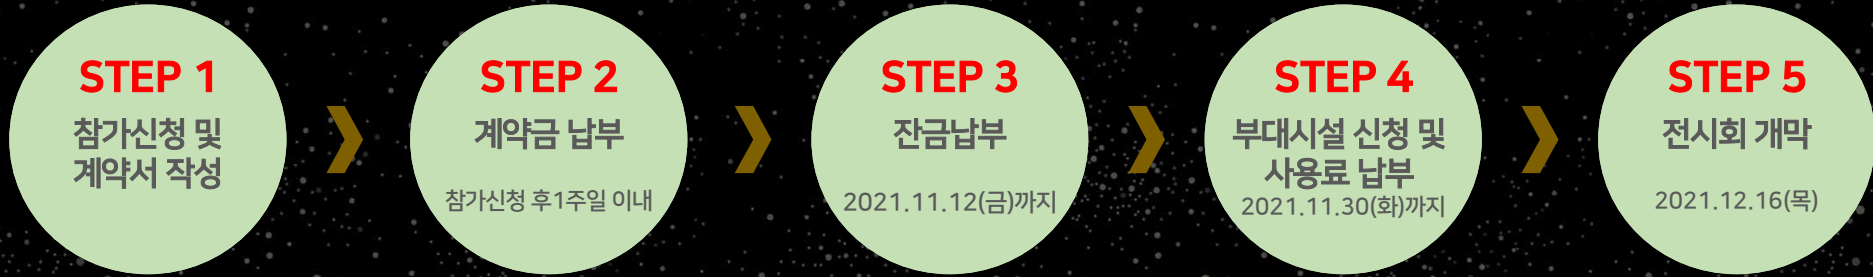 STEP 1
참가신청 및
계약서 작성
STEP 2
계약금 납부
참가신청 후1주일 이내
STEP 3
잔금납부
2021.11.12(금)까지
STEP 4
부대시설 신청 및
사용료 납부
2021.11.30(화)까지
STEP 5
전시회 개막
2021.12.16(목)